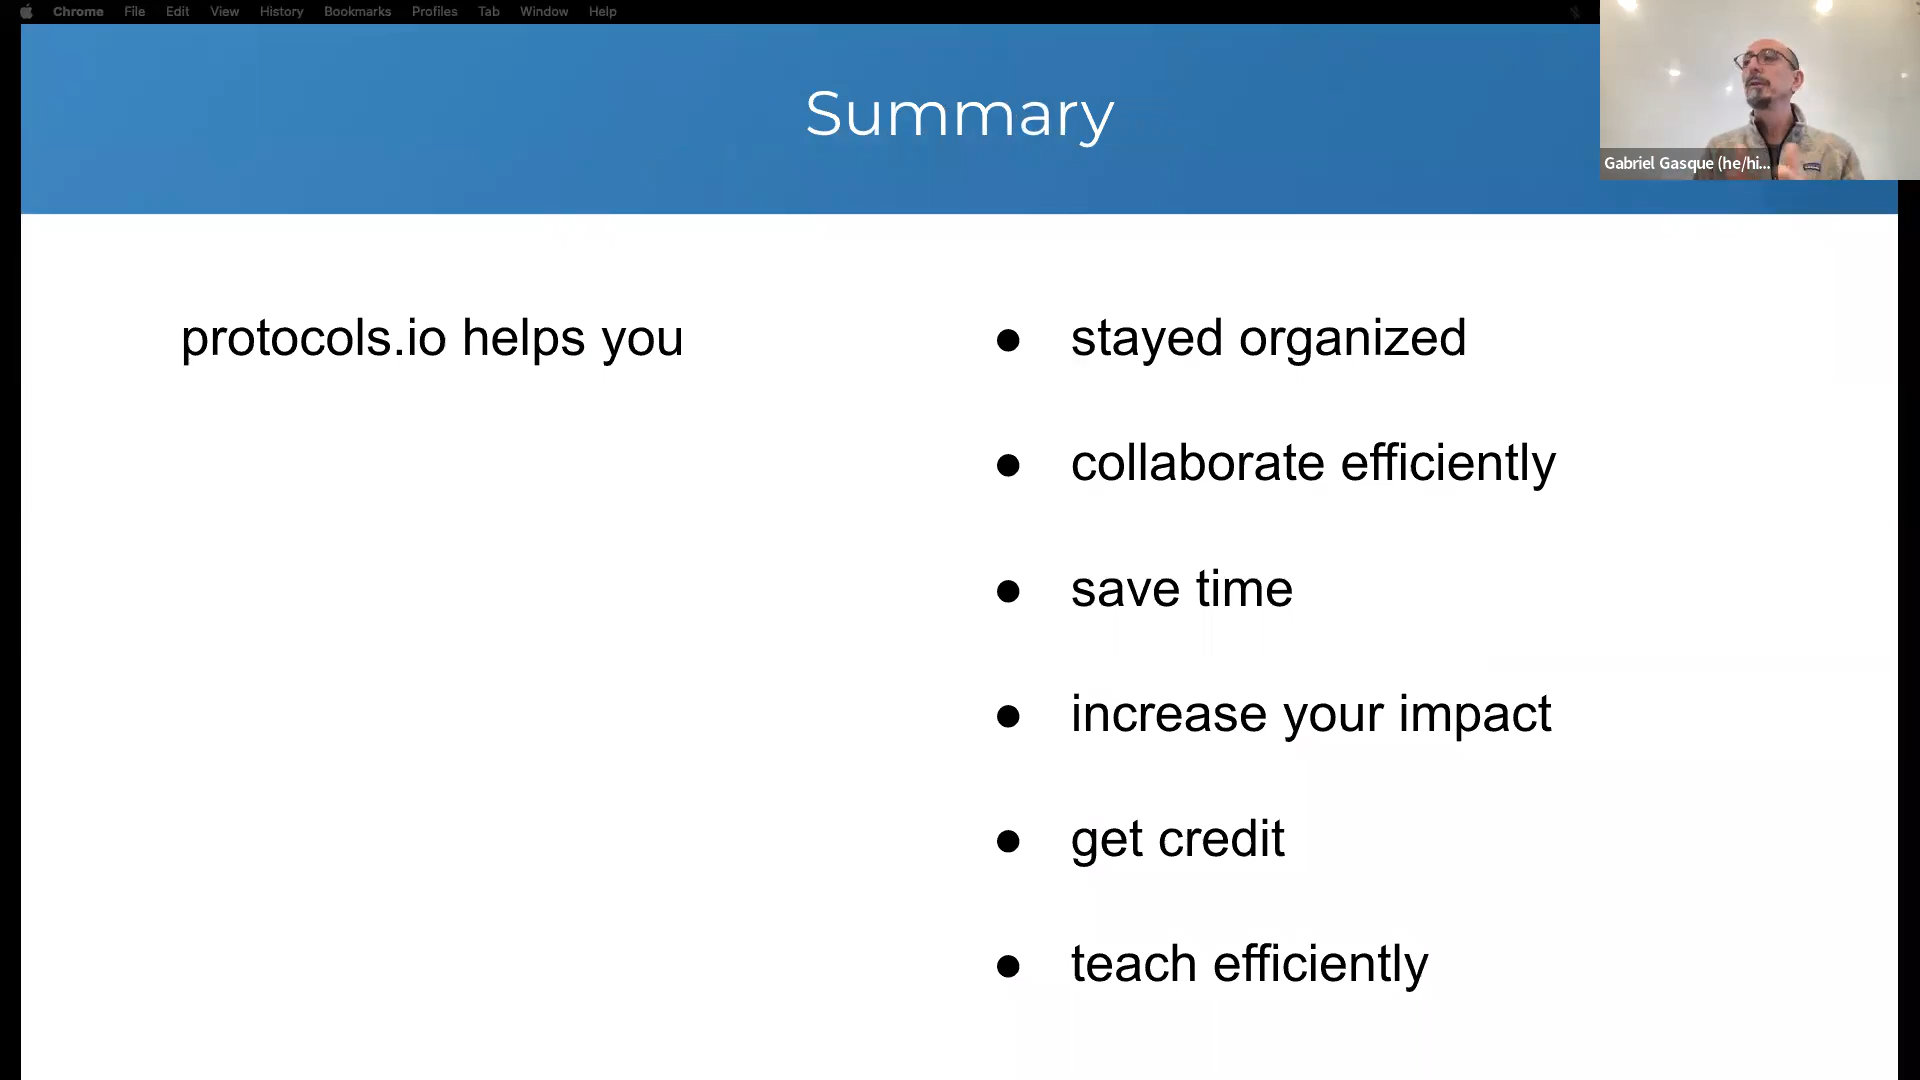 Chrome File Edit View History Bookmarks Profiles Tab Window Help
Summary
Gabriel Gasque (he/hi...
protocols.io helps you
● stayed organized
● collaborate efficiently
● save time
● increase your impact
● get credit
● teach efficiently